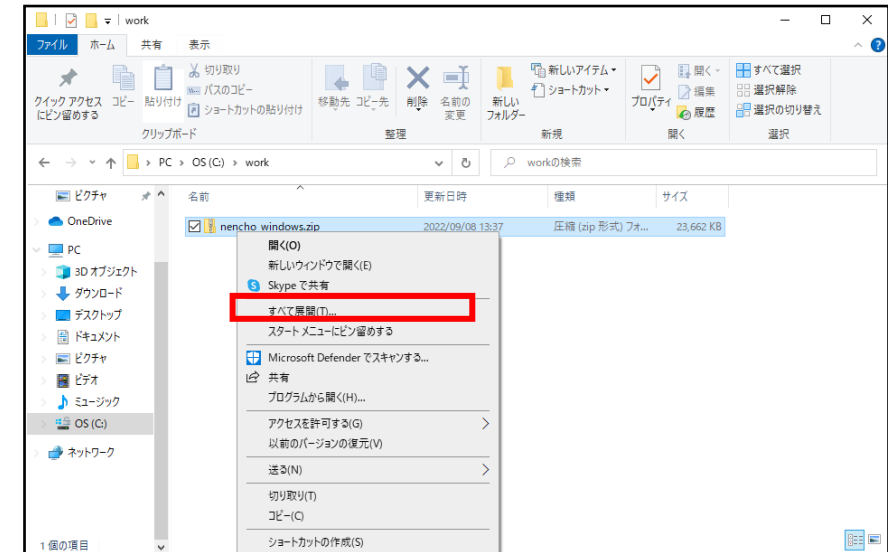 work
ファイル ホーム 共有 表示
クイック アクセス
にピン留めする
コピー
貼り付け
切り取り
パスのコピー
ショートカットの貼り付け
クリップボード
移動先 コピー先 削除 名前の
変更
整理
新しい
フォルダー
新しいアイテム
ショートカット
新規
プロパティ
開く
編集
履歴
開く
すべて選択
選択解除
選択の切り替え
選択
PC > OS (C:) > work
workの検索
名前 更新日時 種類 サイズ
nencho_windows.zip 2022/09/08 13:37 圧縮 (zip 形式) フォ... 23,662 KB
ピクチャ
OneDrive
PC
3D オブジェクト
ダウンロード
デスクトップ
ドキュメント
ピクチャ
ビデオ
ミュージック
OS (C:)
ネットワーク
開く(O)
新しいウィンドウで開く(E)
Skype で共有
すべて展開(T)...
スタート メニューにピン留めする
Microsoft Defender でスキャンする...
共有
プログラムから開く(H)...
アクセスを許可する(G)
以前のバージョンの復元(V)
送る(N)
切り取り(T)
コピー(C)
ショートカットの作成(S)
1 個の項目